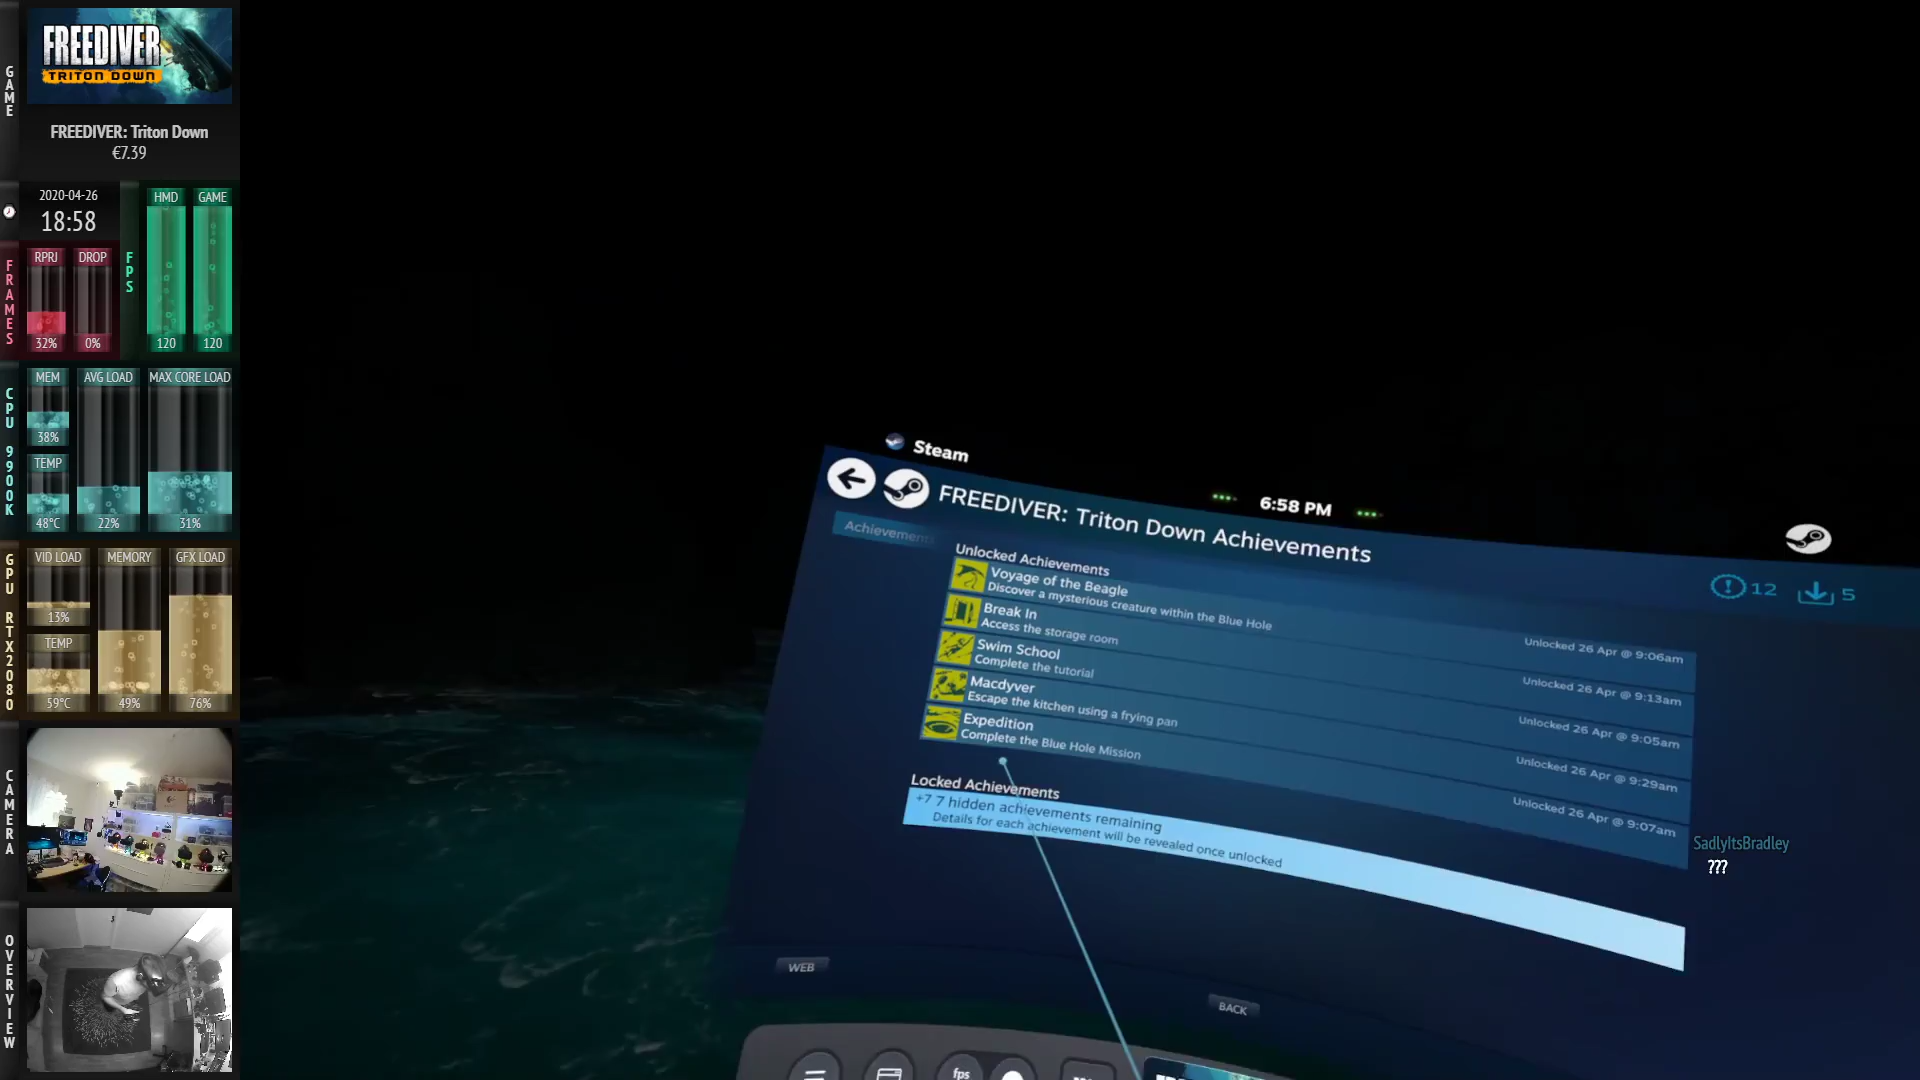 GAME
FREEDIVER
TRITON DOWN
FREEDIVER: Triton Down
€7.39
2020-04-26
18:58
FRAMES
RPRJ
DROP
32%
0%
FPS
HMD
GAME
120
120
CPU 9900K
MEM
38%
TEMP
48°C
AVG LOAD
22%
MAX CORE LOAD
31%
GPU RTX2080
VID LOAD
13%
TEMP
59°C
MEMORY
49%
GFX LOAD
76%
CAMERA
OVERVIEW
Steam
6:58 PM
FREEDIVER: Triton Down Achievements
12
5
Achievements
Unlocked Achievements
Voyage of the Beagle
Discover a mysterious creature within the Blue Hole
Unlocked 26 Apr @ 9:06am
Break In
Access the storage room
Unlocked 26 Apr @ 9:13am
Swim School
Complete the tutorial
Unlocked 26 Apr @ 9:05am
Macdyver
Escape the kitchen using a frying pan
Unlocked 26 Apr @ 9:29am
Expedition
Complete the Blue Hole Mission
Unlocked 26 Apr @ 9:07am
Locked Achievements
+7 7 hidden achievements remaining
Details for each achievement will be revealed once unlocked
SadlyItsBradley
???
WEB
BACK
fps